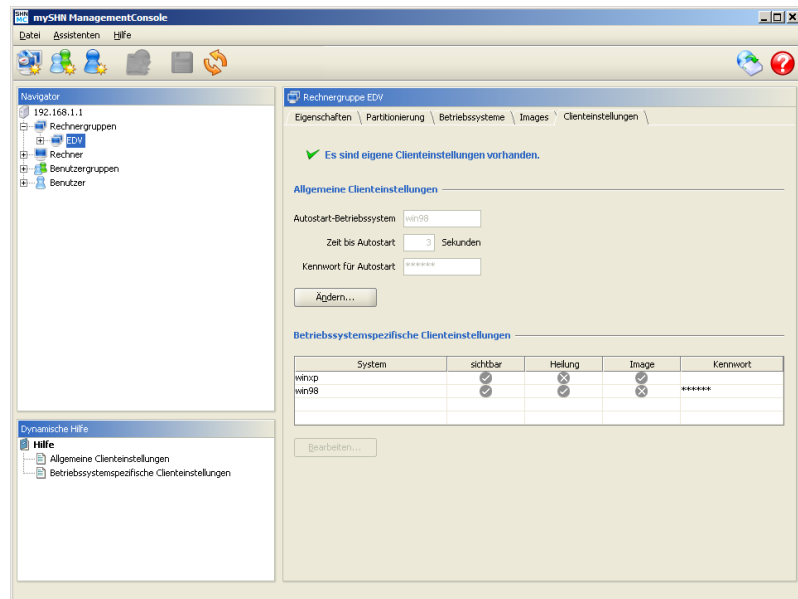 SHN MC mySHN ManagementConsole
Datei Assistenten Hilfe
Navigator
192.168.1.1
Rechnergruppen
EDV
Rechner
Benutzergruppen
Benutzer
Dynamische Hilfe
Hilfe
Allgemeine Clienteinstellungen
Betriebssystemspezifische Clienteinstellungen
Rechnergruppe EDV
Eigenschaften \ Partitionierung \ Betriebssysteme \ Images \ Clienteinstellungen \
Es sind eigene Clienteinstellungen vorhanden.
Allgemeine Clienteinstellungen
Autostart-Betriebssystem win98
Zeit bis Autostart 3 Sekunden
Kennwort für Autostart ******
Ändern...
Betriebssystemspezifische Clienteinstellungen
System sichtbar Heilung Image Kennwort
winxp
win98 ******
Bearbeiten...